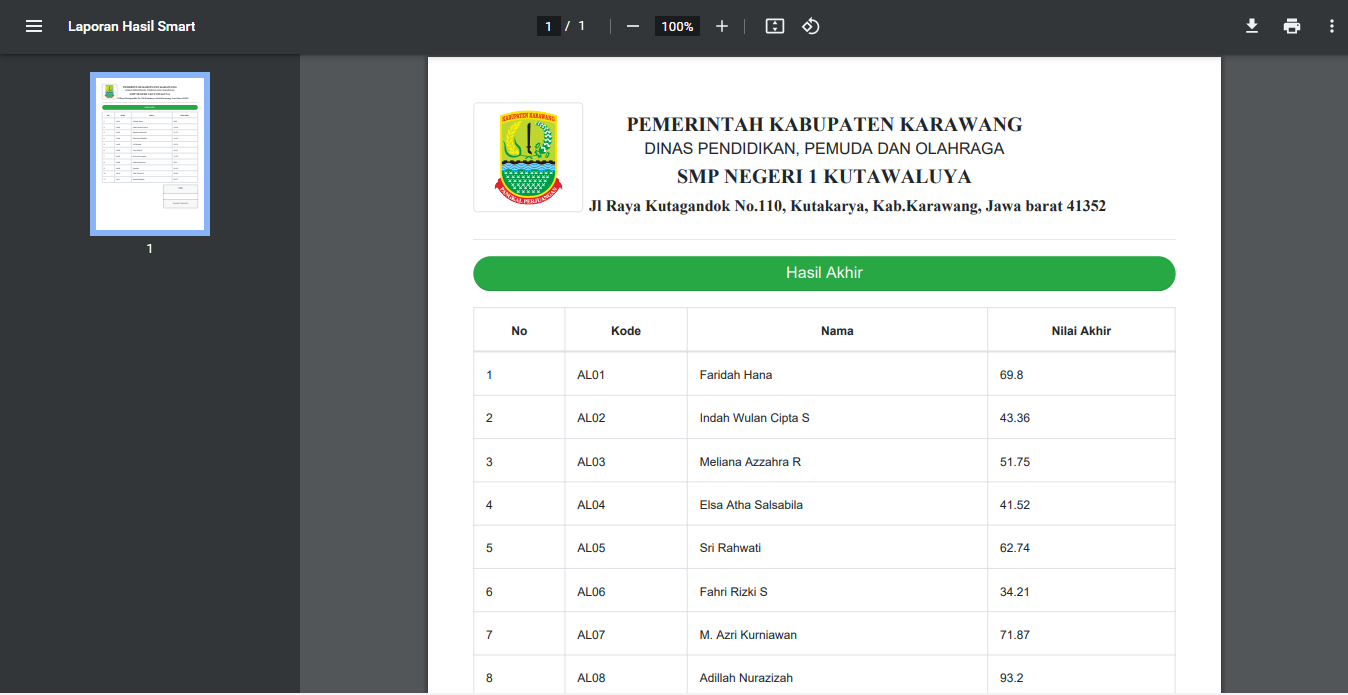 Laporan Hasil Smart
1 / 1
100%
1
KABUPATEN KARAWANG
PANGKAL PERJUANGAN
PEMERINTAH KABUPATEN KARAWANG
DINAS PENDIDIKAN, PEMUDA DAN OLAHRAGA
SMP NEGERI 1 KUTAWALUYA
Jl Raya Kutagandok No.110, Kutakarya, Kab.Karawang, Jawa barat 41352
Hasil Akhir
No Kode Nama Nilai Akhir
1 AL01 Faridah Hana 69.8
2 AL02 Indah Wulan Cipta S 43.36
3 AL03 Meliana Azzahra R 51.75
4 AL04 Elsa Atha Salsabila 41.52
5 AL05 Sri Rahwati 62.74
6 AL06 Fahri Rizki S 34.21
7 AL07 M. Azri Kurniawan 71.87
8 AL08 Adillah Nurazizah 93.2